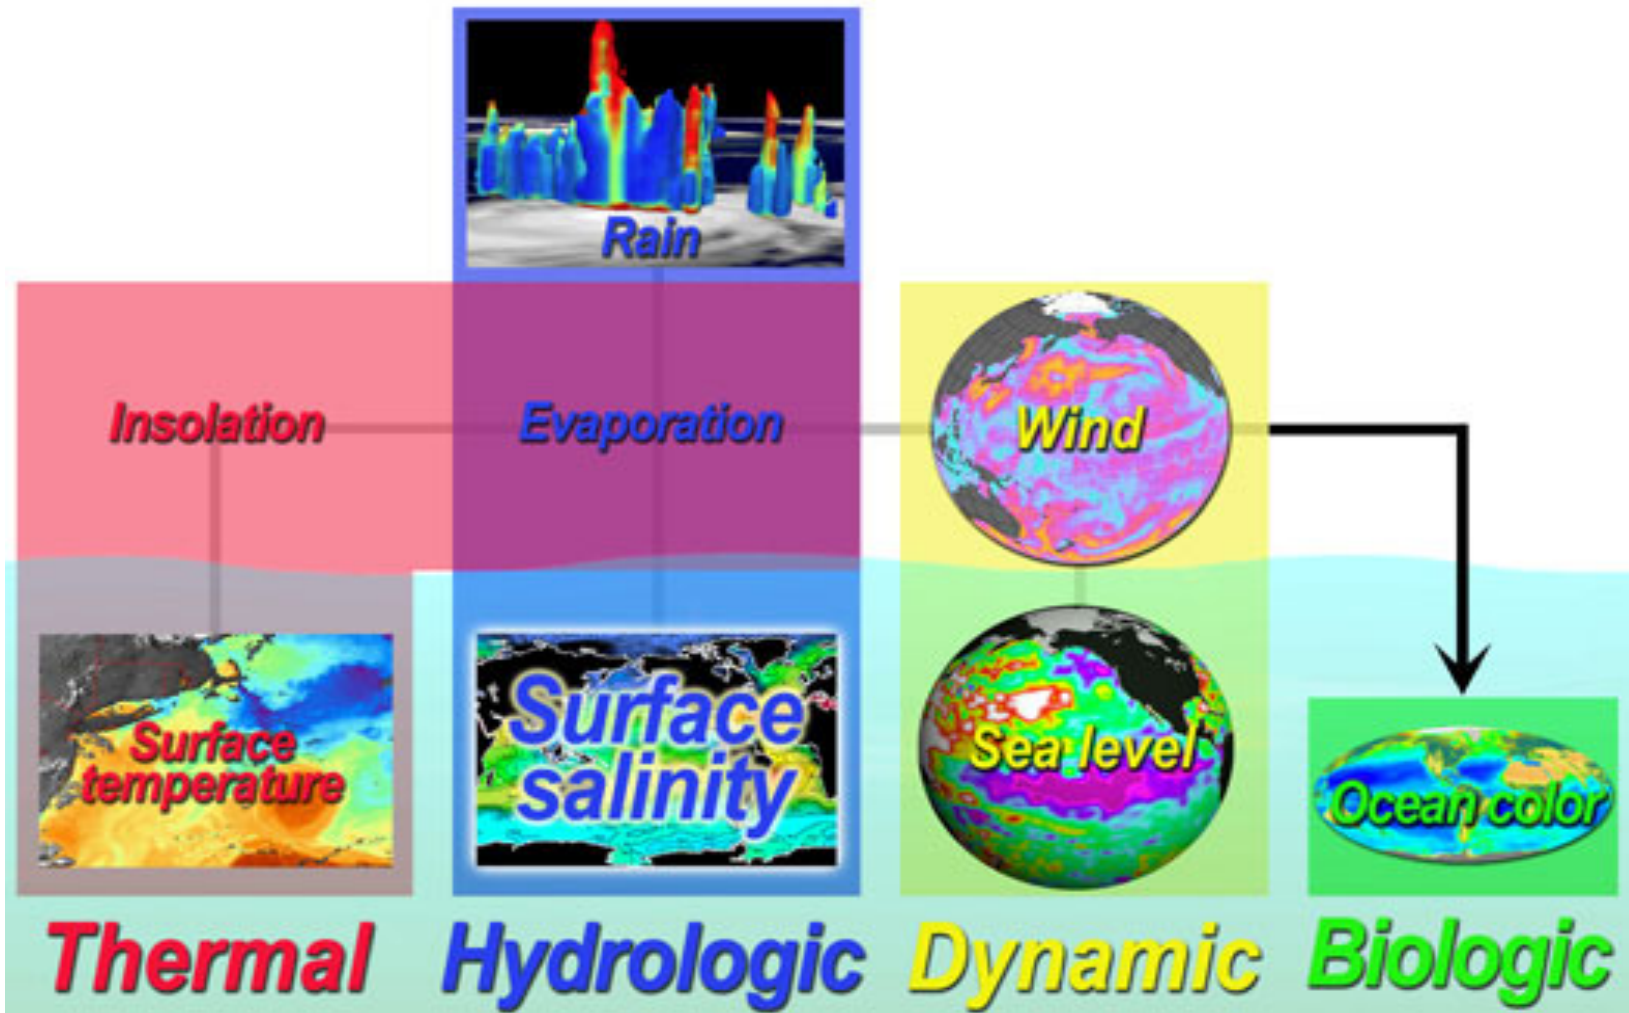 Rain
Insolation
Evaporation
Wind
Surface
temperature
Surface
salinity
Sea level
Ocean color
Thermal
Hydrologic
Dynamic
Biologic